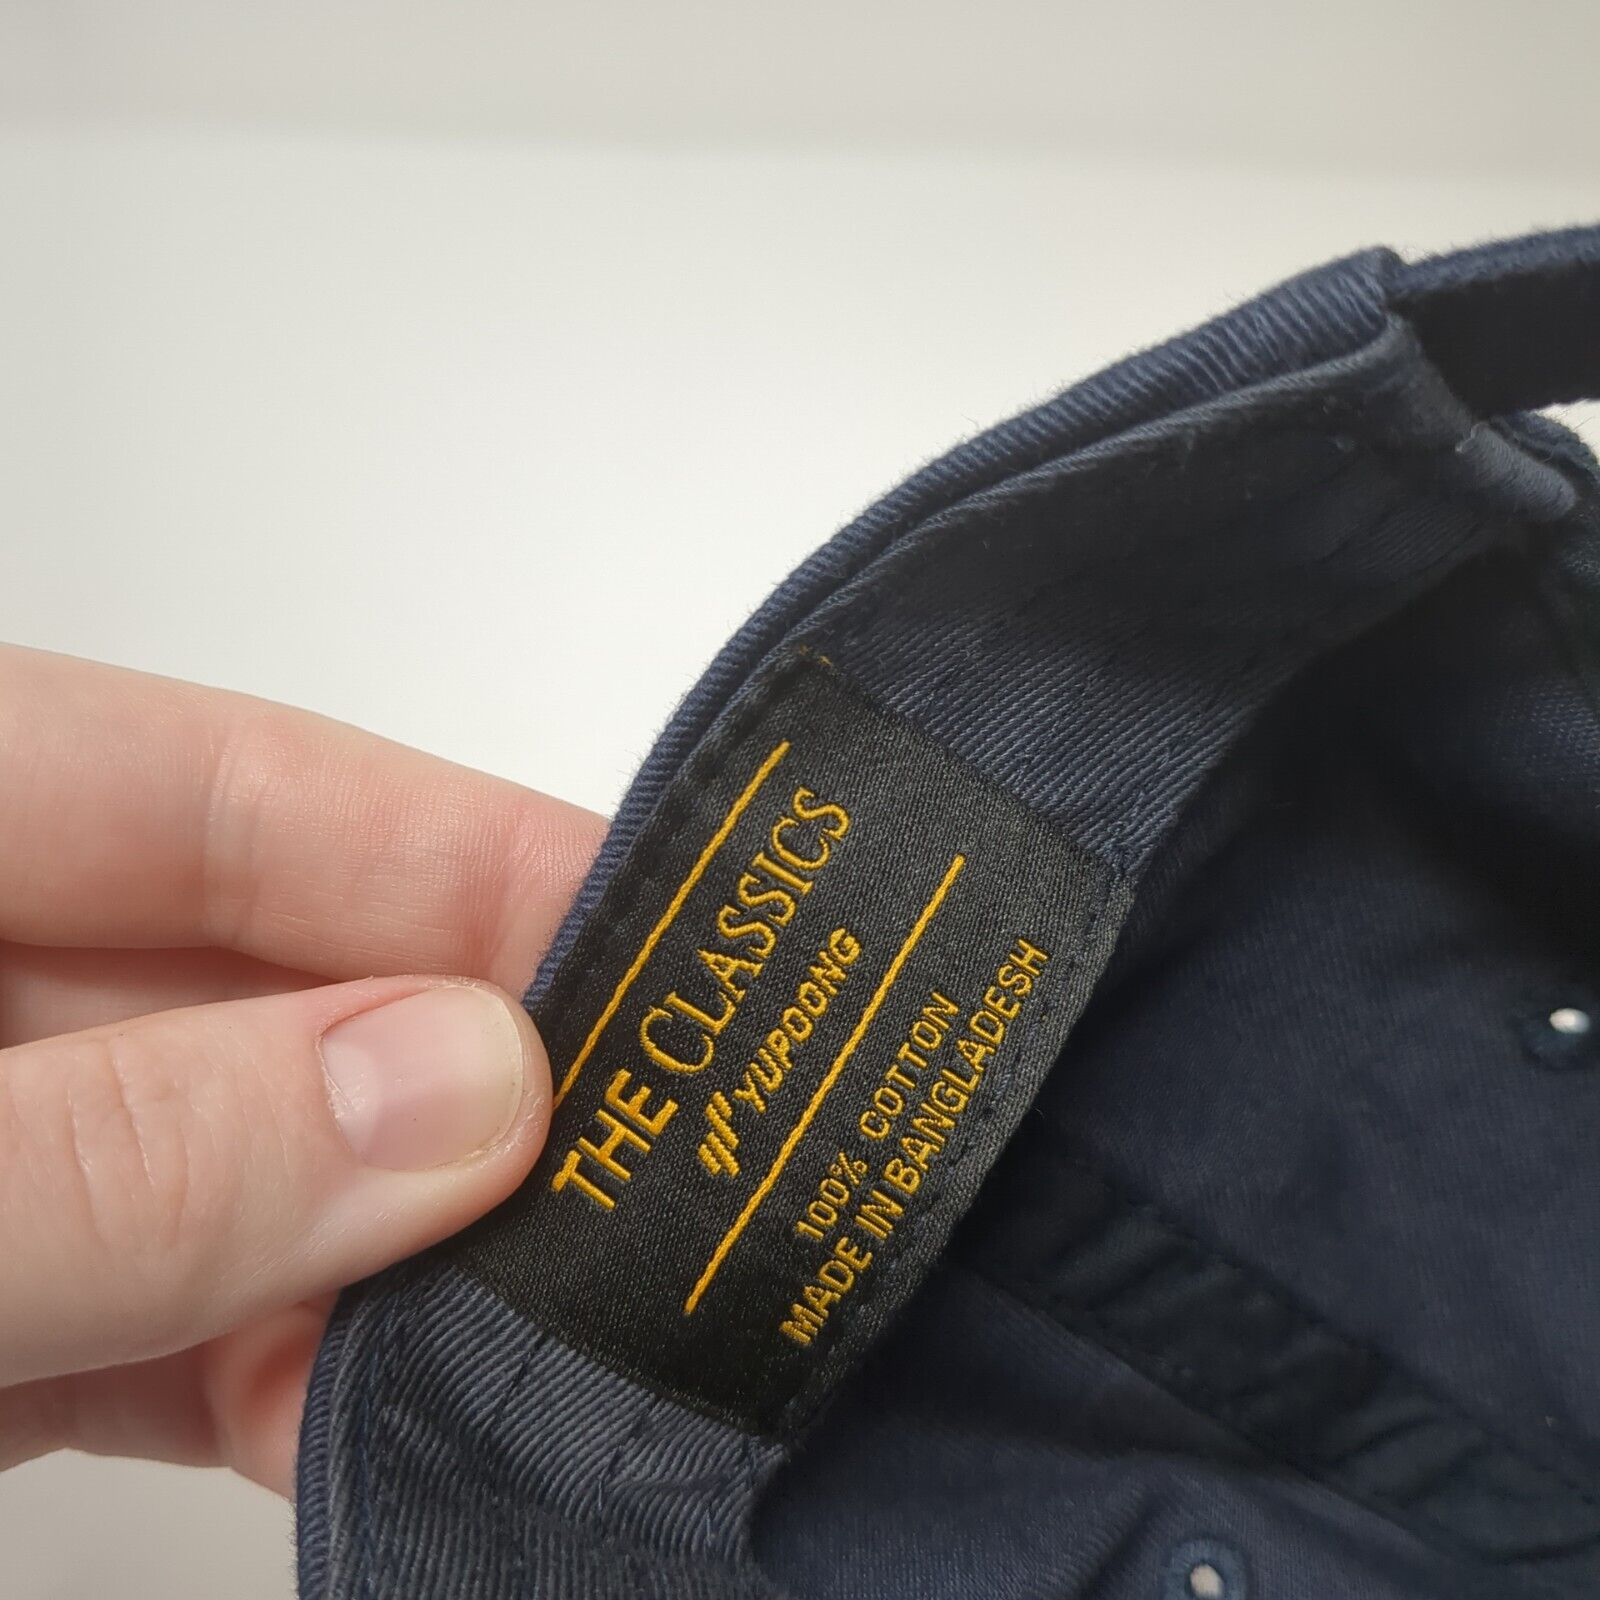 THE CLASSICS
YUPOONG
100% COTTON
MADE IN BANGLADESH